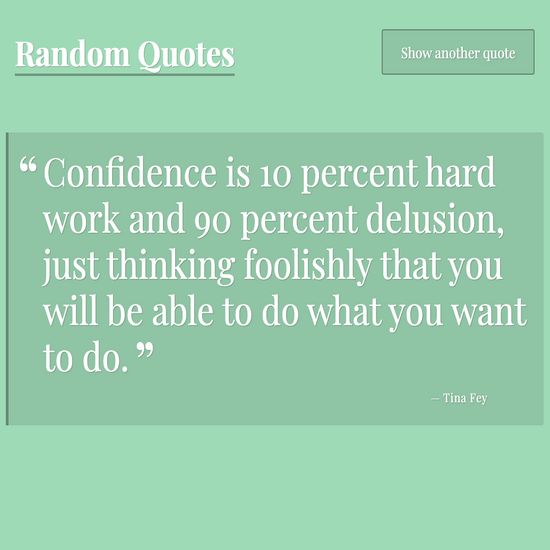 Random Quotes
Show another quote
“Confidence is 10 percent hard
work and 90 percent delusion,
just thinking foolishly that you
will be able to do what you want
to do.”
— Tina Fey